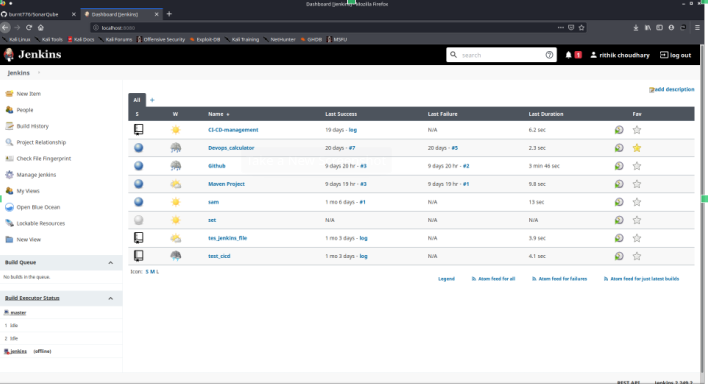 Dashboard [Jenkins] - Mozilla Firefox
burnit779/SonarQube
Dashboard [Jenkins]
localhost:8080
Kali Linux Kali Tools Kali Docs Kali Forums Offensive Security Exploit-DB Kali Training NetHunter GHDB MSFU
Jenkins
search
1
rithik choudhary
log out
Jenkins
add description
New Item
People
Build History
Project Relationship
Check File Fingerprint
Manage Jenkins
My Views
Open Blue Ocean
Lockable Resources
New View
Build Queue
No builds in the queue.
Build Executor Status
master
1 Idle
2 Idle
jenkins (offline)
All +
S W Name Last Success Last Failure Last Duration Fav
CI-CD-management 19 days - log N/A 6.2 sec
Devops_calculator 20 days - #7 20 days - #5 2.3 sec
Github 9 days 20 hr - #3 9 days 20 hr - #2 3 min 46 sec
Maven Project 9 days 19 hr - #3 9 days 19 hr - #1 9.8 sec
sam 1 mo 6 days - #1 N/A 13 sec
set N/A N/A N/A
tes_jenkins_file 1 mo 3 days - log N/A 3.9 sec
test_cicd 1 mo 3 days - log N/A 4.1 sec
Icon: S M L
Legend Atom feed for all Atom feed for failures Atom feed for just latest builds
REST API Jenkins 2.249.2